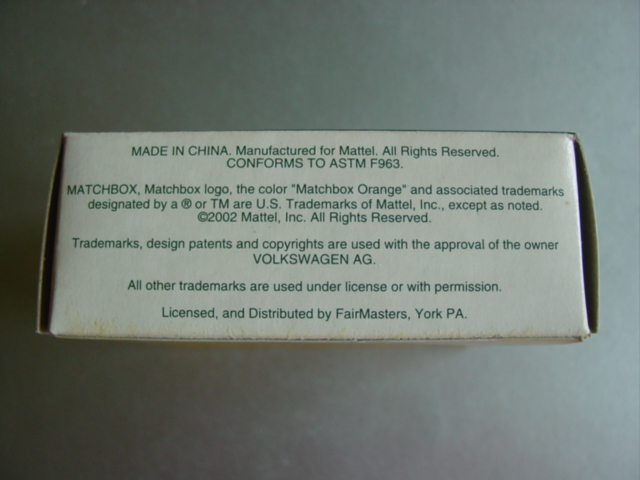 MADE IN CHINA. Manufactured for Mattel. All Rights Reserved.
CONFORMS TO ASTM F963.
MATCHBOX, Matchbox logo, the color "Matchbox Orange" and associated trademarks
designated by a ® or TM are U.S. Trademarks of Mattel, Inc., except as noted.
©2002 Mattel, Inc. All Rights Reserved.
Trademarks, design patents and copyrights are used with the approval of the owner
VOLKSWAGEN AG.
All other trademarks are used under license or with permission.
Licensed, and Distributed by FairMasters, York PA.